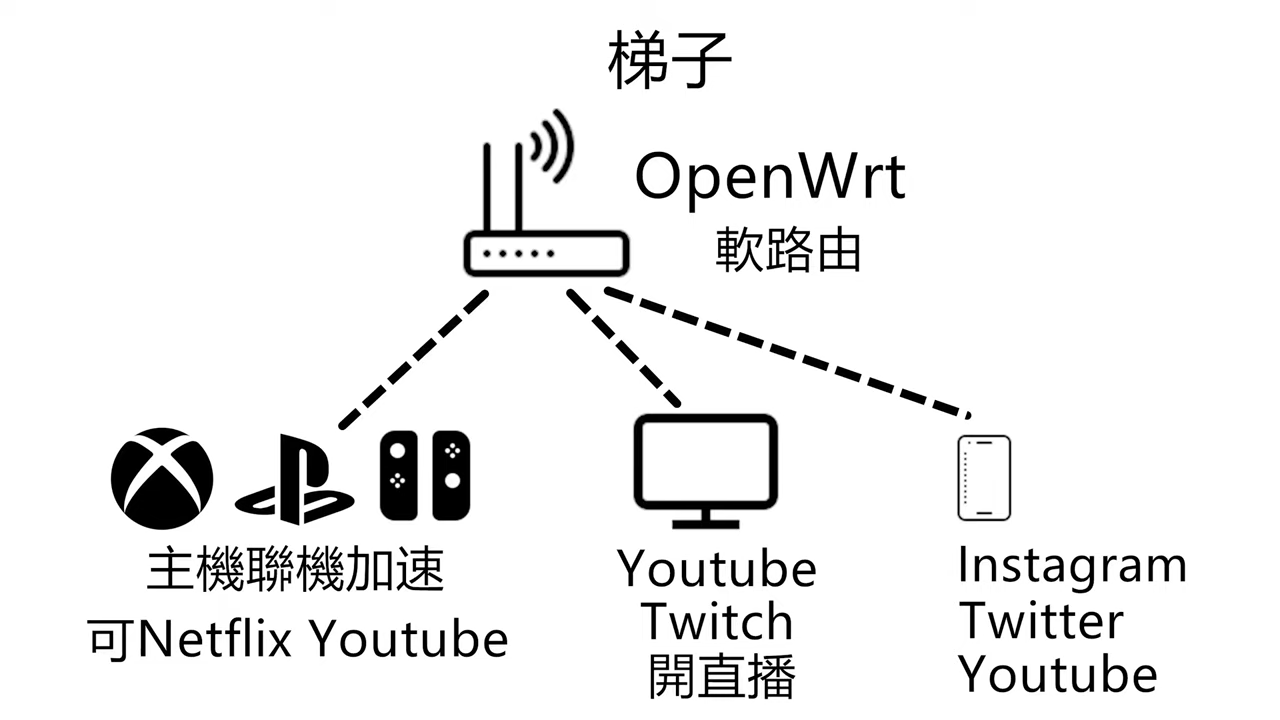 梯子
OpenWrt
軟路由
主機聯機加速
可Netflix Youtube
Youtube
Twitch
開直播
Instagram
Twitter
Youtube